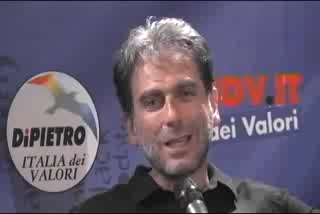 DiPIETRO
ITALIA dei
VALORI
OV.IT
dei Valori